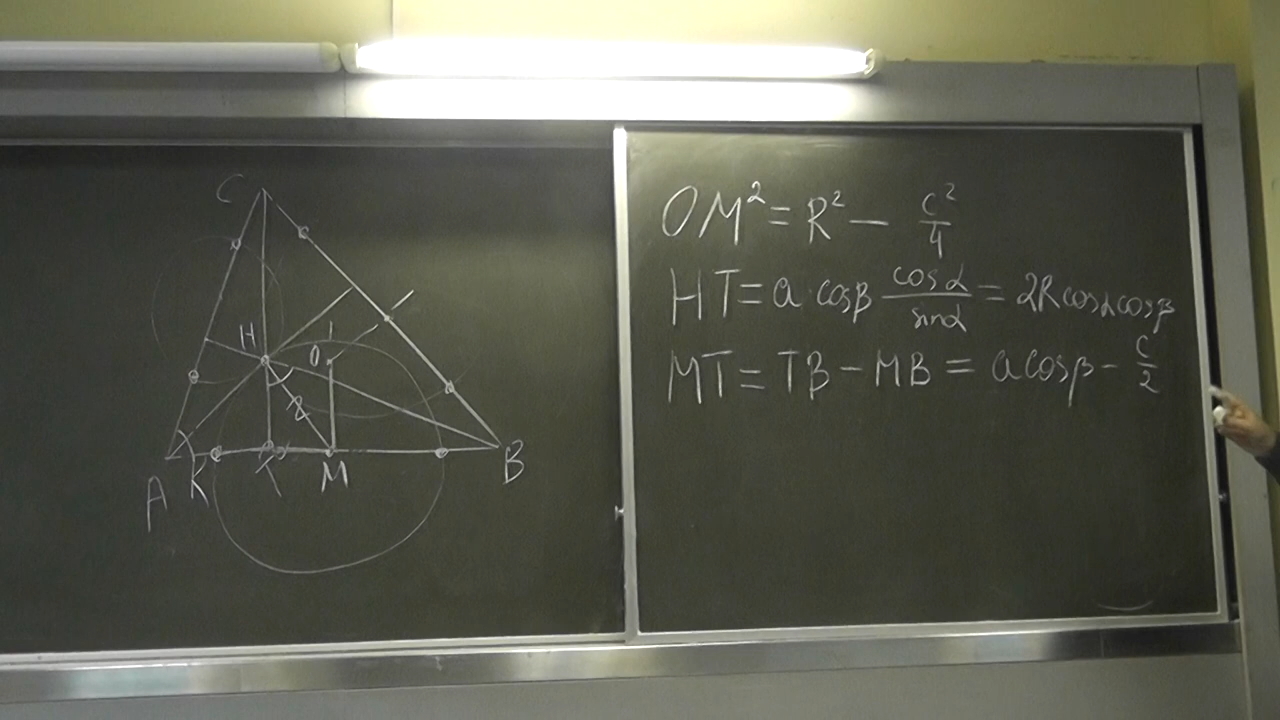 C
H
O
A
K
T
M
B
OM² = R² − c²/4
HT = a · cosβ cosα/sinα = 2R cosα cosβ
MT = TB − MB = a cosβ − c/2